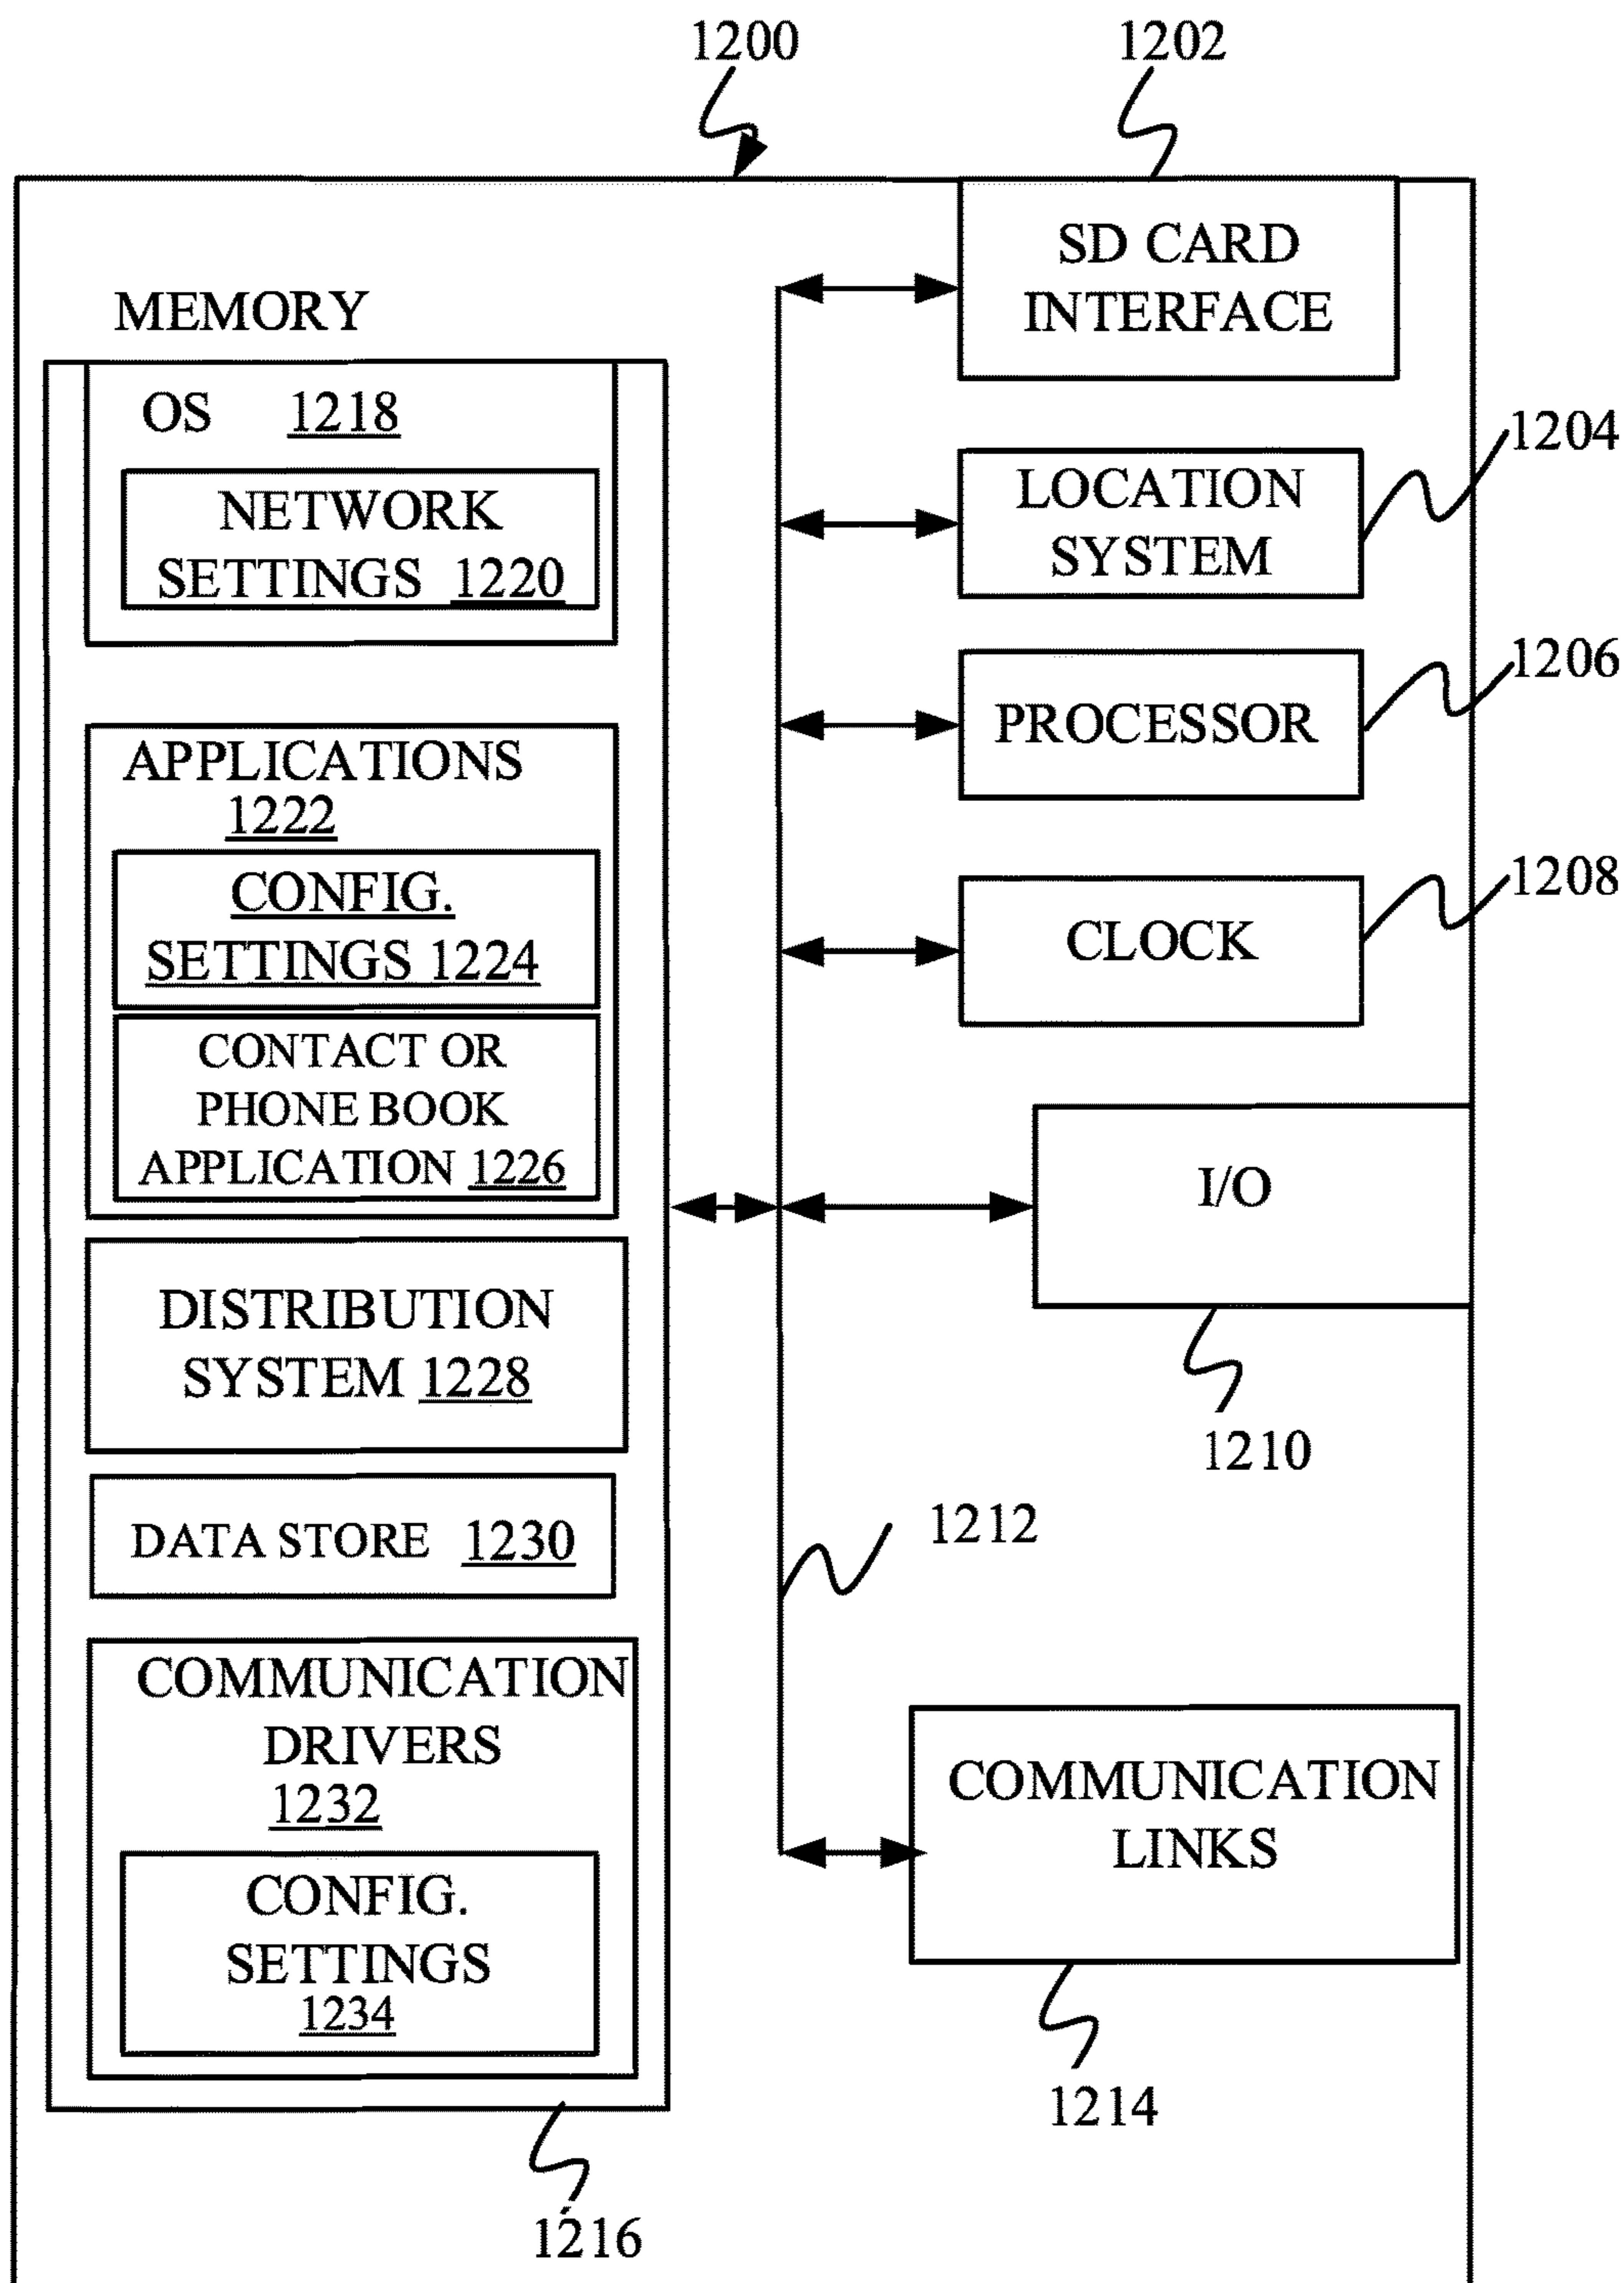 1200
1202
SD CARD
INTERFACE
MEMORY
OS 1218
NETWORK
SETTINGS 1220
1204
LOCATION
SYSTEM
1206
PROCESSOR
APPLICATIONS
1222
CONFIG.
SETTINGS 1224
1208
CLOCK
CONTACT OR
PHONE BOOK
APPLICATION 1226
I/O
1210
DISTRIBUTION
SYSTEM 1228
1212
DATA STORE 1230
COMMUNICATION
DRIVERS
1232
CONFIG.
SETTINGS
1234
COMMUNICATION
LINKS
1214
1216